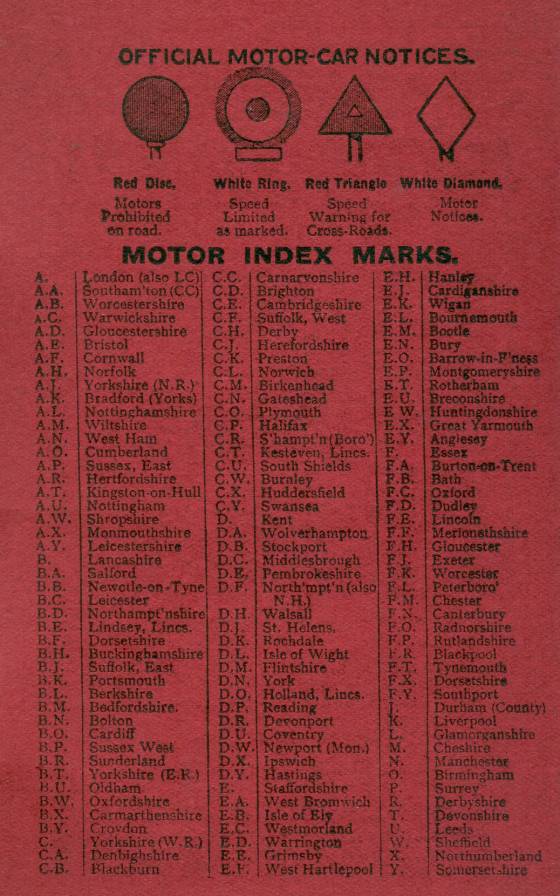 OFFICIAL MOTOR-CAR NOTICES.
Red Disc.
Motors
Prohibited
on road.
White Ring.
Speed
Limited
as marked.
Red Triangle
Speed
Warning for
Cross-Roads.
White Diamond.
Motor
Notices.
MOTOR INDEX MARKS.
A. London (also LC)
A.A. Southam'ton (CC)
A.B. Worcestershire
A.C. Warwickshire
A.D. Gloucestershire
A.E. Bristol
A.F. Cornwall
A.H. Norfolk
A.J. Yorkshire (N.R.)
A.K. Bradford (Yorks)
A.L. Nottinghamshire
A.M. Wiltshire
A.N. West Ham
A.O. Cumberland
A.P. Sussex, East
A.R. Hertfordshire
A.T. Kingston-on-Hull
A.U. Nottingham
A.W. Shropshire
A.X. Monmouthshire
A.Y. Leicestershire
B. Lancashire
B.A. Salford
B.B. Newctle-on-Tyne
B.C. Leicester
B.D. Northampt'nshire
B.E. Lindsey, Lincs.
B.F. Dorsetshire
B.H. Buckinghamshire
B.J. Suffolk, East
B.K. Portsmouth
B.L. Berkshire
B.M. Bedfordshire.
B.N. Bolton
B.O. Cardiff
B.P. Sussex West
B.R. Sunderland
B.T. Yorkshire (E.R.)
B.U. Oldham
B.W. Oxfordshire
B.X. Carmarthenshire
B.Y. Croydon
C. Yorkshire (W.R.)
C.A. Denbighshire
C.B. Blackburn
C.C. Carnarvonshire
C.D. Brighton
C.E. Cambridgeshire
C.F. Suffolk, West
C.H. Derby
C.J. Herefordshire
C.K. Preston
C.L. Norwich
C.M. Birkenhead
C.N. Gateshead
C.O. Plymouth
C.P. Halifax
C.R. S'hampt'n (Boro')
C.T. Kesteven, Lincs.
C.U. South Shields
C.W. Burnley
C.X. Huddersfield
C.Y. Swansea
D. Kent
D.A. Wolverhampton
D.B. Stockport
D.C. Middlesbrough
D.E. Pembrokeshire
D.F. North'mpt'n (also
N.H.)
D.H. Walsall
D.J. St. Helens.
D.K. Rochdale
D.L. Isle of Wight
D.M. Flintshire
D.N. York
D.O. Holland, Lincs.
D.P. Reading
D.R. Devonport
D.U. Coventry
D.W. Newport (Mon.)
D.X. Ipswich
D.Y. Hastings
E. Staffordshire
E.A. West Bromwich
E.B. Isle of Ely
E.C. Westmorland
E.D. Warrington
E.E. Grimsby
E.F. West Hartlepool
E.H. Hanley
E.J. Cardiganshire
E.K. Wigan
E.L. Bournemouth
E.M. Bootle
E.N. Bury
E.O. Barrow-in-F'ness
E.P. Montgomeryshire
E.T. Rotherham
E.U. Breconshire
E W. Huntingdonshire
E.X. Great Yarmouth
E.Y. Anglesey
F. Essex
F.A. Burton-on-Trent
F.B. Bath
F.C. Oxford
F.D. Dudley
F.E. Lincoln
F.F. Merionethshire
F.H. Gloucester
F.J. Exeter
F.K. Worcester
F.L. Peterboro'
F.M. Chester
F.N. Canterbury
F.O. Radnorshire
F.P. Rutlandshire
F.R. Blackpool
F.T. Tynemouth
F.X. Dorsetshire
F.Y. Southport
J. Durham (County)
K. Liverpool
L. Glamorganshire
M. Cheshire
N. Manchester
O. Birmingham
P. Surrey
R. Derbyshire
T. Devonshire
U. Leeds
W. Sheffield
X. Northumberland
Y. Somersetshire